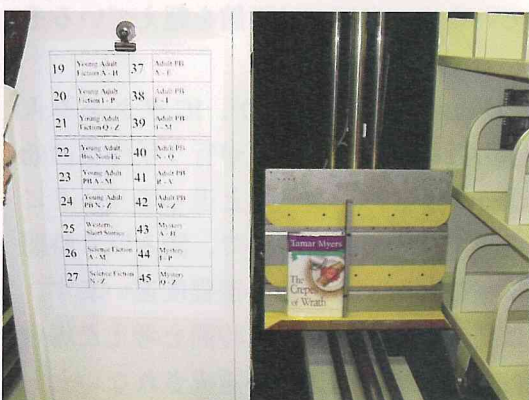 19 Young Adult Fiction A - H 37 Adult PB A - E
20 Young Adult Fiction I - P 38 Adult PB F - I
21 Young Adult Fiction Q - Z 39 Adult PB J - M
22 Young Adult Bio, Non-Fic 40 Adult PB N - Q
23 Young Adult PB A - M 41 Adult PB R - V
24 Young Adult PB N - Z 42 Adult PB W - Z
25 Western, Short Stories 43 Mystery A - H
26 Science Fiction A - M 44 Mystery I - P
27 Science Fiction N - Z 45 Mystery Q - Z
Tamar Myers
The
Crepes
of Wrath